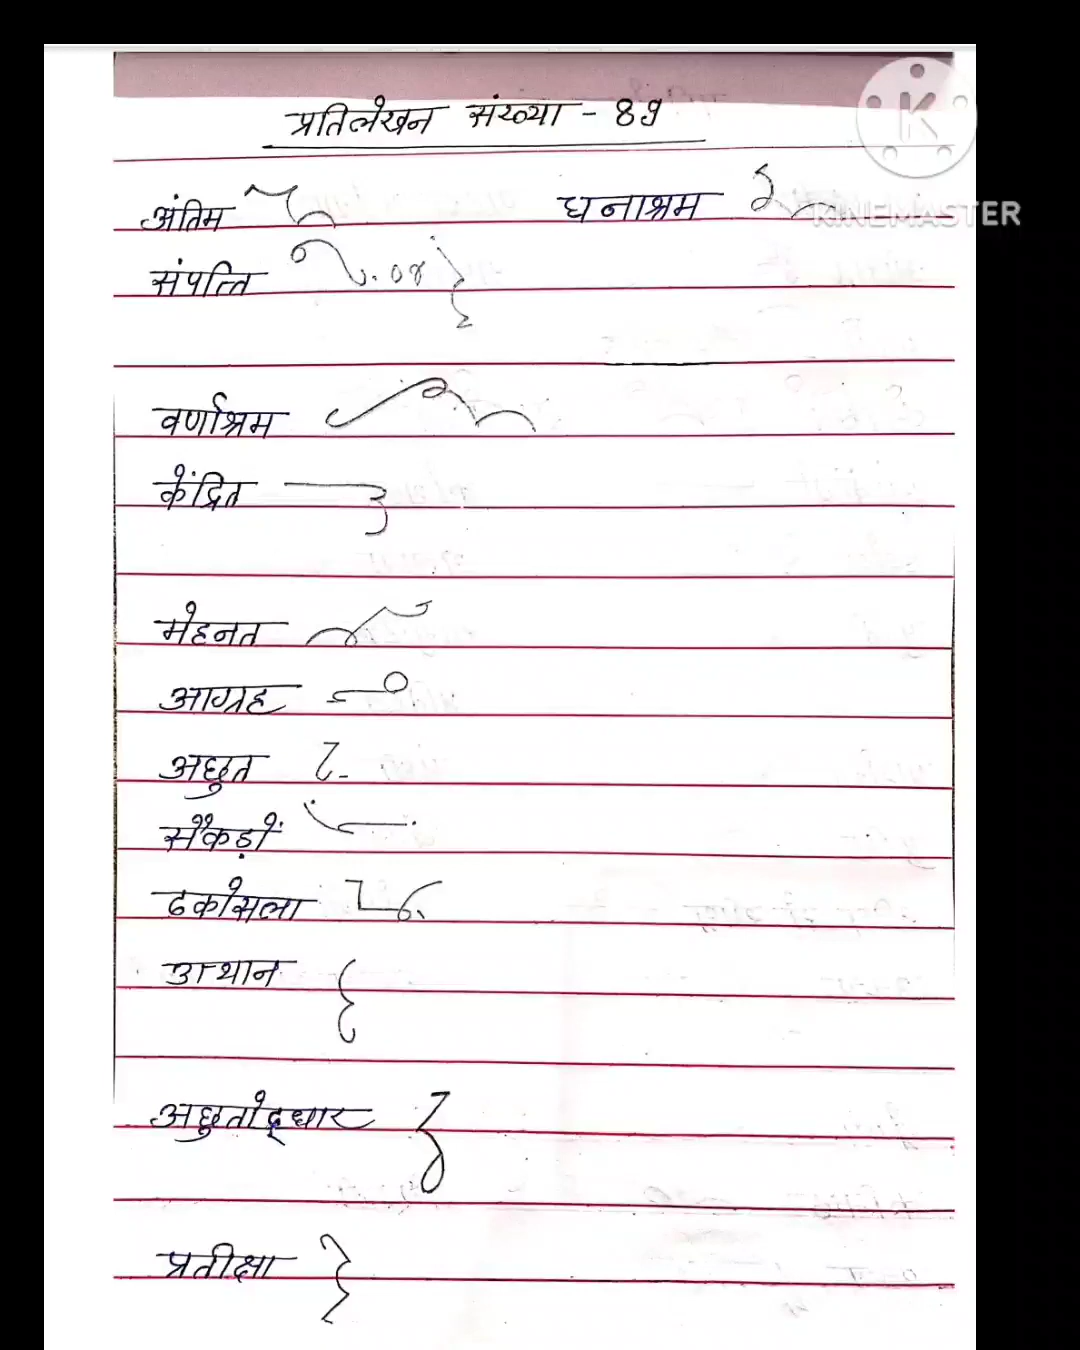 प्रतिलेखन संख्या - 89
अंतिम धनाश्रम
संपत्ति
वर्णाश्रम
केंद्रित
मेहनत
आग्रह
अछुत
सैंकड़ों
ढकोसला
उत्थान
अछुतोद्धार
प्रतीक्षा
KINEMASTER